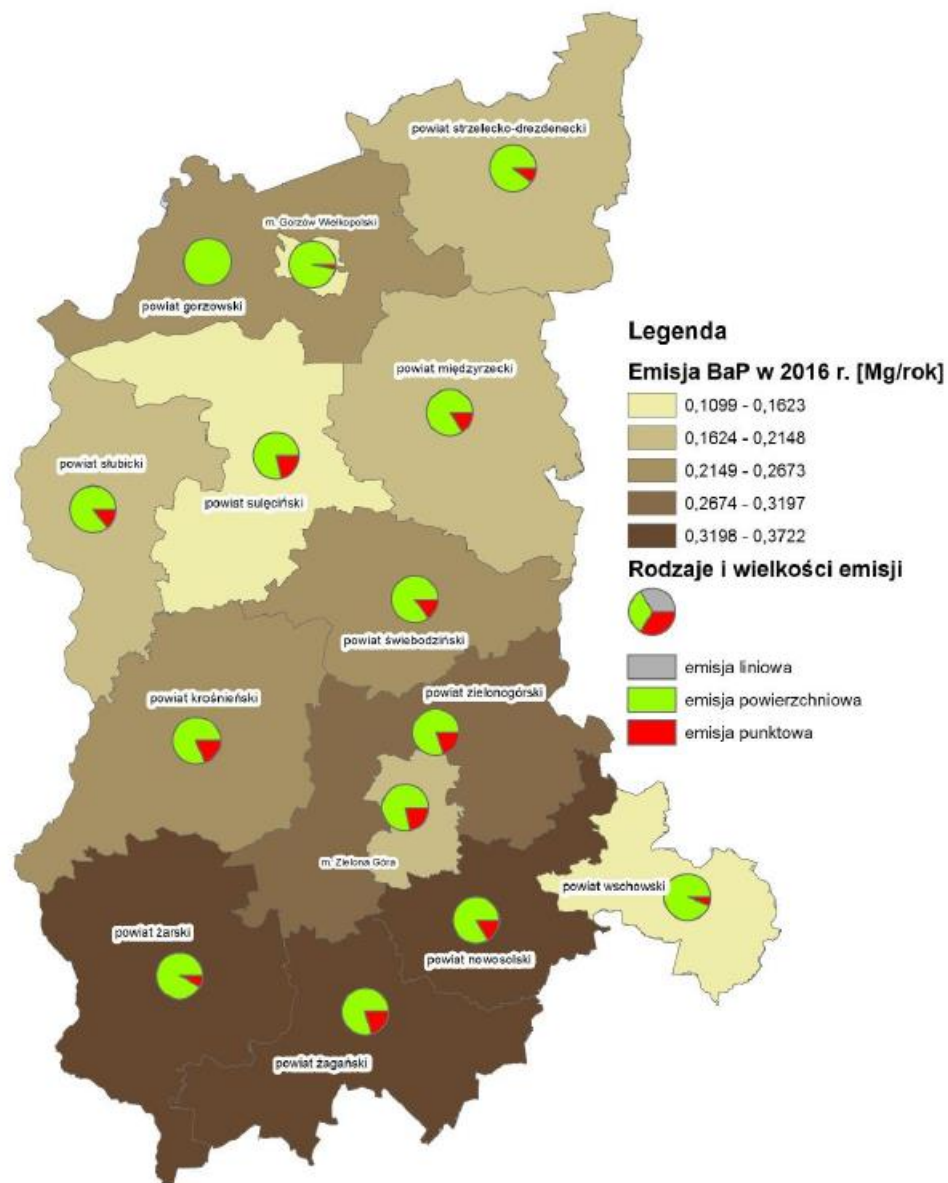 powiat strzelecko-drezdenecki
m. Gorzów Wielkopolski
powiat gorzowski
powiat międzyrzecki
powiat słubicki
powiat sulęciński
powiat świebodziński
powiat zielonogórski
powiat krośnieński
m. Zielona Góra
powiat wschowski
powiat żarski
powiat nowosolski
powiat żagański
Legenda
Emisja BaP w 2016 r. [Mg/rok]
0,1099 - 0,1623
0,1624 - 0,2148
0,2149 - 0,2673
0,2674 - 0,3197
0,3198 - 0,3722
Rodzaje i wielkości emisji
emisja liniowa
emisja powierzchniowa
emisja punktowa